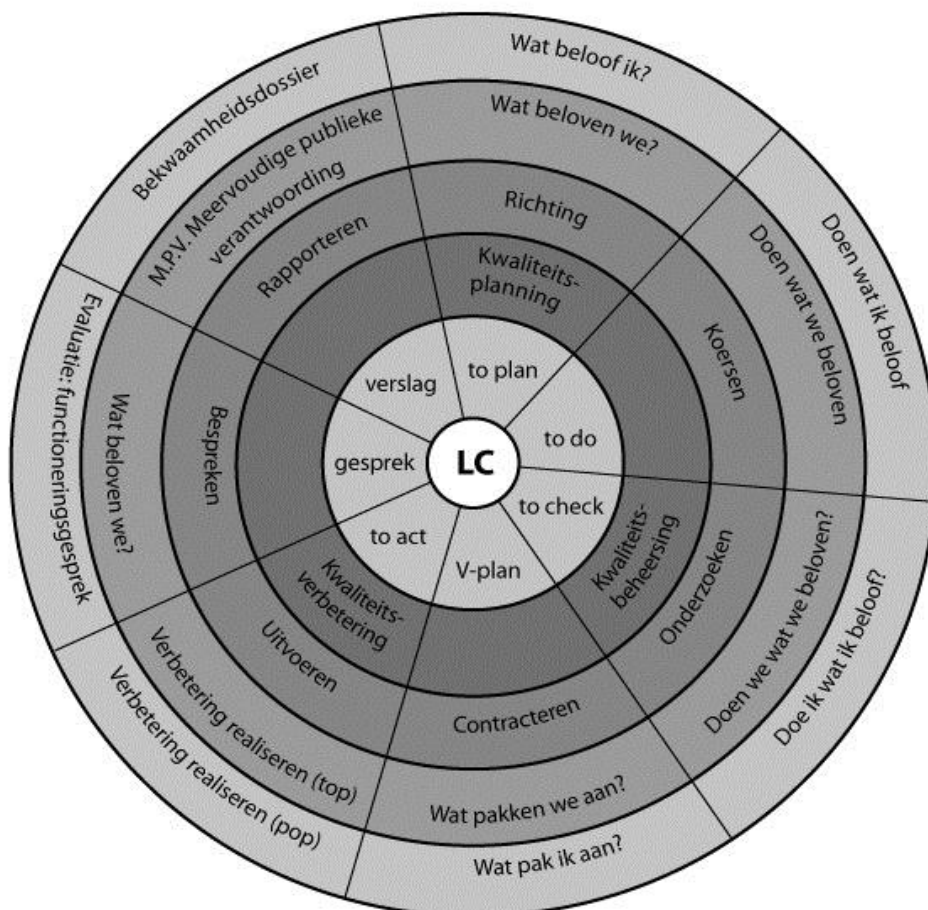 Wat beloof ik?
Wat beloven we?
Richting
Kwaliteits-
planning
to plan
Doen wat ik beloof
Doen wat we beloven
Koersen
to do
Doe ik wat ik beloof?
Doen we wat we beloven?
Onderzoeken
Kwaliteits-
beheersing
to check
Wat pak ik aan?
Wat pakken we aan?
Contracteren
V-plan
Verbetering realiseren (pop)
Verbetering realiseren (top)
Uitvoeren
Kwaliteits-
verbetering
to act
Evaluatie: functioneringsgesprek
Wat beloven we?
Bespreken
gesprek
Bekwaamheidsdossier
M.P.V. Meervoudige publieke
verantwoording
Rapporteren
verslag
LC